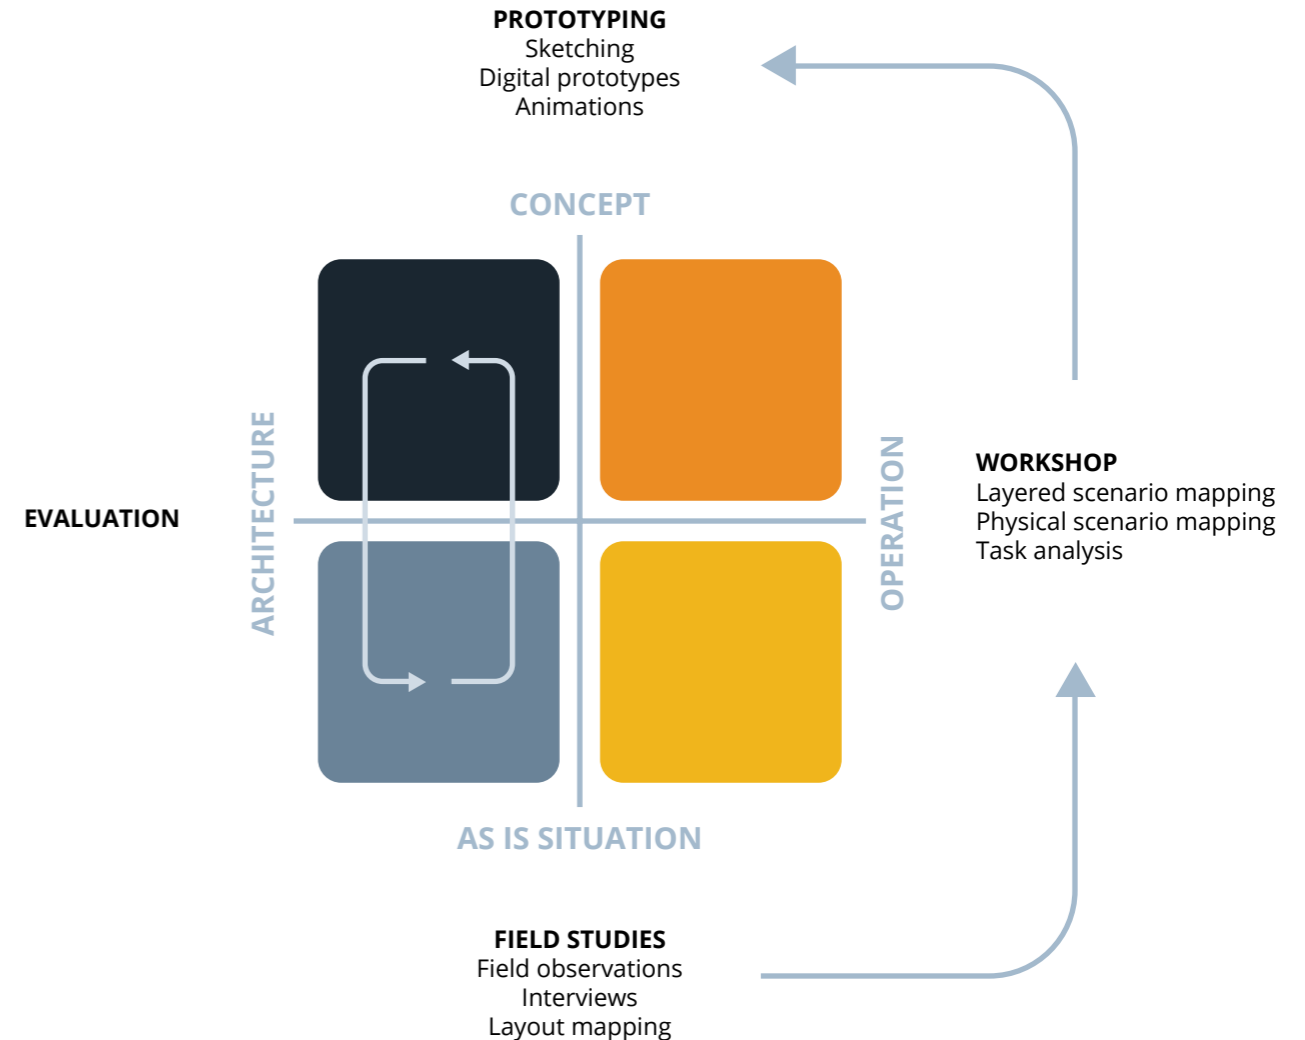 PROTOTYPING
Sketching
Digital prototypes
Animations
CONCEPT
ARCHITECTURE
OPERATION
EVALUATION
WORKSHOP
Layered scenario mapping
Physical scenario mapping
Task analysis
AS IS SITUATION
FIELD STUDIES
Field observations
Interviews
Layout mapping